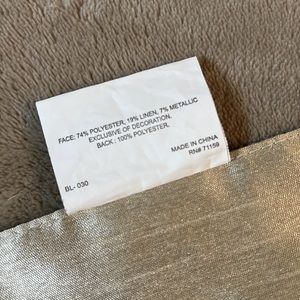 FACE: 74% POLYESTER, 19% LINEN, 7% METALLIC
EXCLUSIVE OF DECORATION.
BACK : 100% POLYESTER.
MADE IN CHINA
RN# 71159
BL- 030